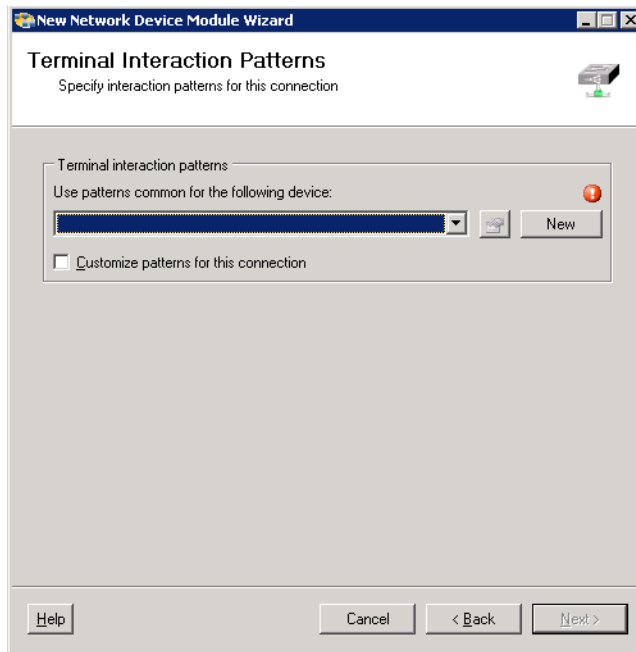 New Network Device Module Wizard
Terminal Interaction Patterns
Specify interaction patterns for this connection
Terminal interaction patterns
Use patterns common for the following device:
New
Customize patterns for this connection
Help
Cancel
< Back
Next >